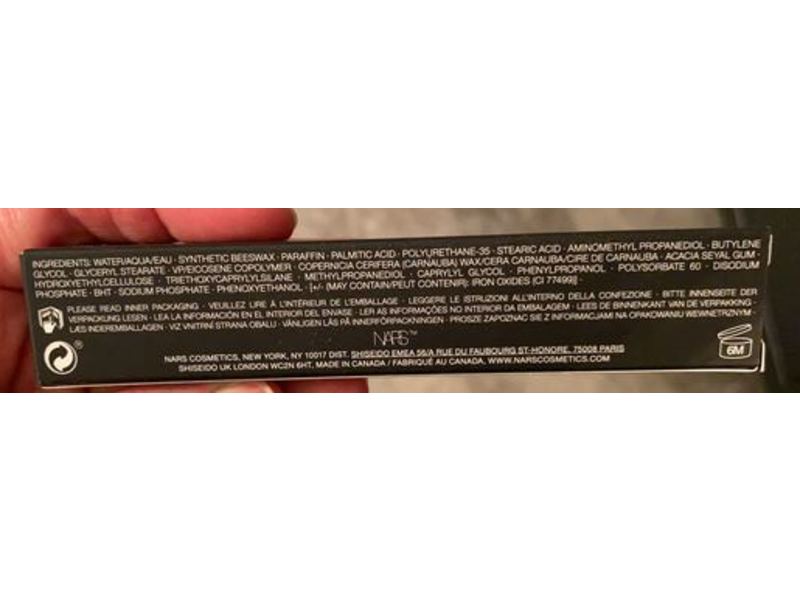 INGREDIENTS: WATER/AQUA/EAU · SYNTHETIC BEESWAX · PARAFFIN · PALMITIC ACID · POLYURETHANE-35 · STEARIC ACID · AMINOMETHYL PROPANEDIOL · BUTYLENE
GLYCOL · GLYCERYL STEARATE · VP/EICOSENE COPOLYMER · COPERNICIA CERIFERA (CARNAUBA) WAX/CERA CARNAUBA/CIRE DE CARNAUBA · ACACIA SEYAL GUM ·
HYDROXYETHYLCELLULOSE · TRIETHOXYCAPRYLYLSILANE · METHYLPROPANEDIOL · CAPRYLYL GLYCOL · PHENYLPROPANOL · POLYSORBATE 60 · DISODIUM
PHOSPHATE · BHT · SODIUM PHOSPHATE · PHENOXYETHANOL · [+/- (MAY CONTAIN/PEUT CONTENIR): IRON OXIDES (CI 77499)]
PLEASE READ INNER PACKAGING · VEUILLEZ LIRE À L'INTÉRIEUR DE L'EMBALLAGE · LEGGERE LE ISTRUZIONI ALL'INTERNO DELLA CONFEZIONE · BITTE INNENSEITE DER
VERPACKUNG LESEN · LEA LA INFORMACIÓN EN EL INTERIOR DEL ENVASE · LER AS INFORMAÇÕES NO INTERIOR DA EMBALAGEM · LEES DE BINNENKANT VAN DE VERPAKKING ·
LÆS INDEREMBALLAGEN · VIZ VNITŘNÍ STRANA OBALU · VÄNLIGEN LÄS PÅ INNERFÖRPACKNINGEN · PROSZĘ ZAPOZNAĆ SIĘ Z INFORMACJAMI NA OPAKOWANIU WEWNĘTRZNYM ·
NARS™
NARS COSMETICS, NEW YORK, NY 10017 DIST. SHISEIDO EMEA 56/A RUE DU FAUBOURG ST-HONORE, 75008 PARIS
SHISEIDO UK LONDON WC2N 6HT, MADE IN CANADA / FABRIQUÉ AU CANADA, WWW.NARSCOSMETICS.COM
®
6M